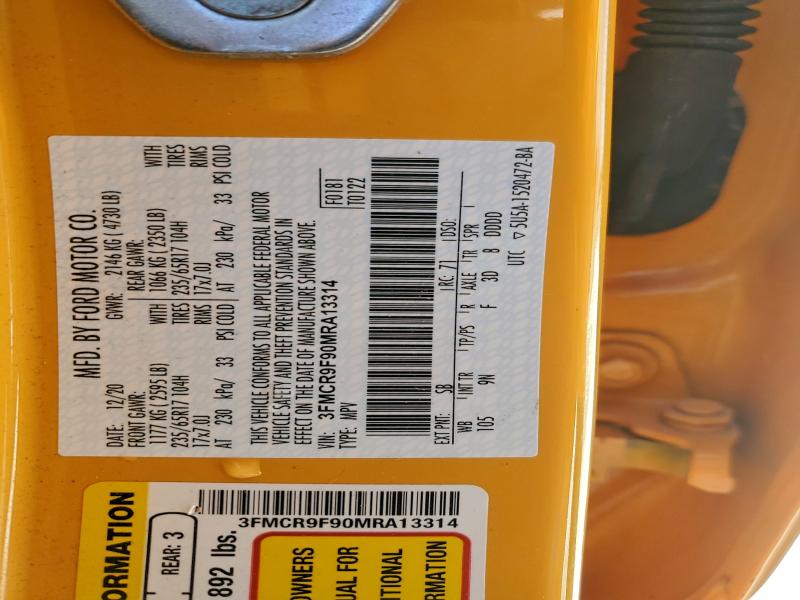 MFD. BY FORD MOTOR CO.
DATE: 12/20 GVWR: 2146 KG ( 4730 LB)
FRONT GAWR: REAR GAWR:
1177 KG ( 2595 LB) WITH 1066 KG ( 2350 LB) WITH
235/65R17 104H TIRES 235/65R17 104H TIRES
17x7.0J RIMS 17x7.0J RIMS
AT 230 kPa/ 33 PSI COLD AT 230 kPa/ 33 PSI COLD
THIS VEHICLE CONFORMS TO ALL APPLICABLE FEDERAL MOTOR
VEHICLE SAFETY AND THEFT PREVENTION STANDARDS IN
EFFECT ON THE DATE OF MANUFACTURE SHOWN ABOVE.
VIN: 3FMCR9F90MRA13314 F0181
TYPE: MPV T0122
EXT PNT: SB RC: 71 DSO:
WB INT TR TP/PS R AXLE TR SPR
105 9N F 3D 8 DDDD
UTC ▽ 5U5A-1520472-BA
ORMATION
REAR: 3
892 lbs.
3FMCR9F90MRA13314
OWNERS
UAL FOR
TIONAL
RMATION